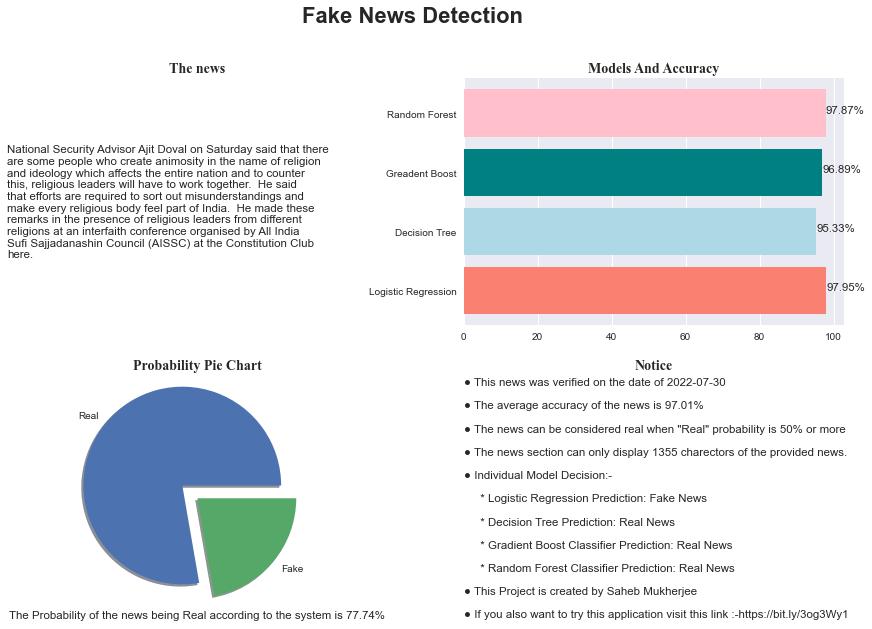 Fake News Detection
The news
National Security Advisor Ajit Doval on Saturday said that there
are some people who create animosity in the name of religion
and ideology which affects the entire nation and to counter
this, religious leaders will have to work together.  He said
that efforts are required to sort out misunderstandings and
make every religious body feel part of India.  He made these
remarks in the presence of religious leaders from different
religions at an interfaith conference organised by All India
Sufi Sajjadanashin Council (AISSC) at the Constitution Club
here.
Models And Accuracy
Random Forest
97.87%
Greadent Boost
96.89%
Decision Tree
95.33%
Logistic Regression
97.95%
0 20 40 60 80 100
Probability Pie Chart
Real
Fake
The Probability of the news being Real according to the system is 77.74%
Notice
● This news was verified on the date of 2022-07-30
● The average accuracy of the news is 97.01%
● The news can be considered real when "Real" probability is 50% or more
● The news section can only display 1355 charectors of the provided news.
● Individual Model Decision:-
* Logistic Regression Prediction: Fake News
* Decision Tree Prediction: Real News
* Gradient Boost Classifier Prediction: Real News
* Random Forest Classifier Prediction: Real News
● This Project is created by Saheb Mukherjee
● If you also want to try this application visit this link :-https://bit.ly/3og3Wy1